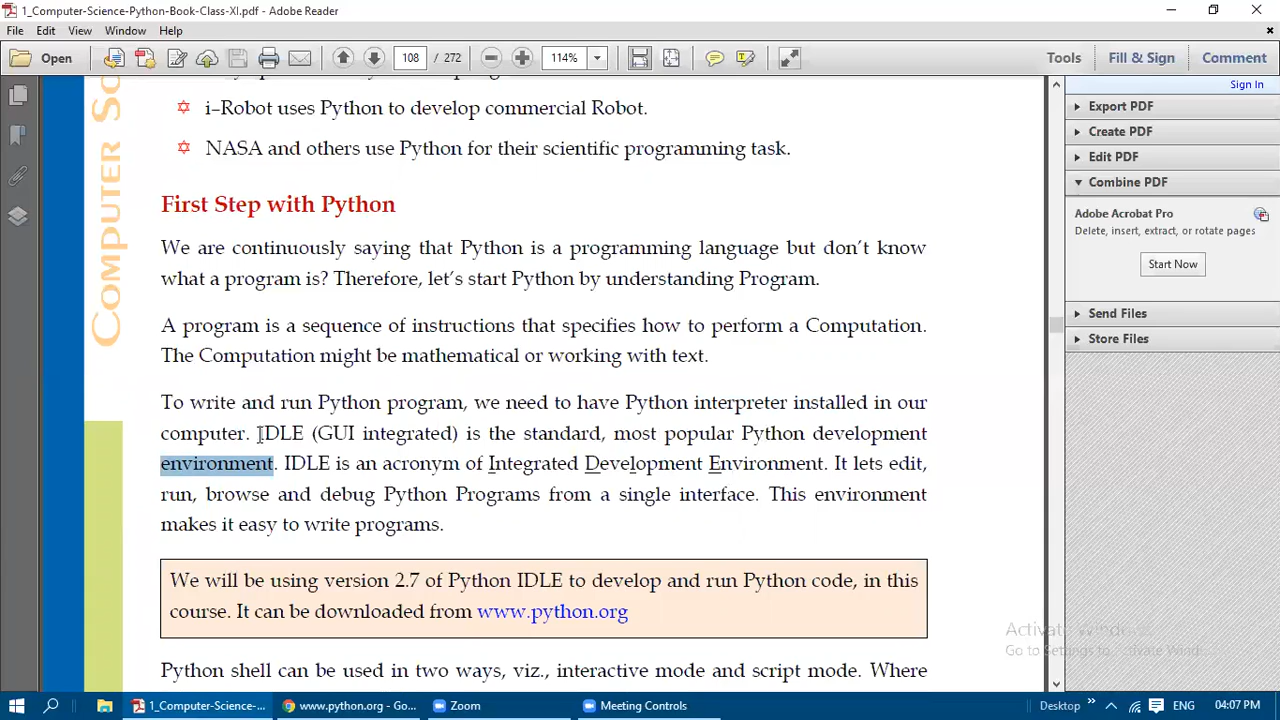 1_Computer-Science-Python-Book-Class-XI.pdf - Adobe Reader
File Edit View Window Help
Open 108 / 272 114% Tools Fill & Sign Comment
Sign In
Export PDF
Create PDF
Edit PDF
Combine PDF
Adobe Acrobat Pro
Delete, insert, extract, or rotate pages
Start Now
Send Files
Store Files
COMPUTER SC
i–Robot uses Python to develop commercial Robot.
NASA and others use Python for their scientific programming task.
First Step with Python
We are continuously saying that Python is a programming language but don't know
what a program is? Therefore, let's start Python by understanding Program.
A program is a sequence of instructions that specifies how to perform a Computation.
The Computation might be mathematical or working with text.
To write and run Python program, we need to have Python interpreter installed in our
computer. IDLE (GUI integrated) is the standard, most popular Python development
environment. IDLE is an acronym of Integrated Development Environment. It lets edit,
run, browse and debug Python Programs from a single interface. This environment
makes it easy to write programs.
We will be using version 2.7 of Python IDLE to develop and run Python code, in this
course. It can be downloaded from www.python.org
Python shell can be used in two ways, viz., interactive mode and script mode. Where
Activate Windows
Go to Settings to activate Windows
1_Computer-Science-... www.python.org - Go... Zoom Meeting Controls Desktop ENG 04:07 PM